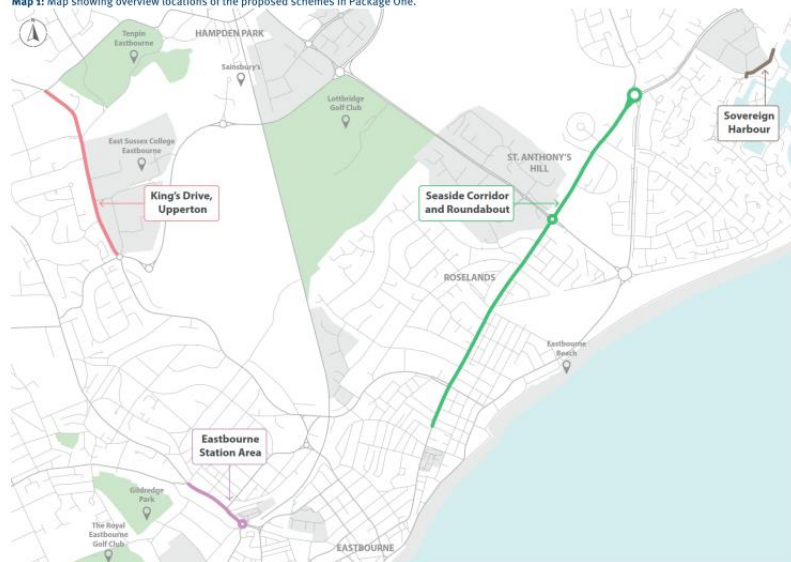 Map 1: Map showing overview locations of the proposed schemes in Package One.
HAMPDEN PARK
Tenpin
Eastbourne
Sainsbury's
Lottbridge
Golf Club
Sovereign
Harbour
East Sussex College
Eastbourne
ST. ANTHONY'S
HILL
King's Drive,
Upperton
Seaside Corridor
and Roundabout
ROSELANDS
Eastbourne
Beach
Eastbourne
Station Area
Gildredge
Park
The Royal
Eastbourne
Golf Club
EASTBOURNE